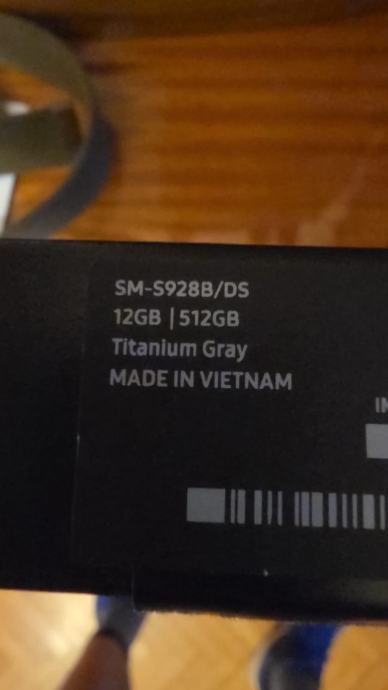 SM-S928B/DS
12GB | 512GB
Titanium Gray
MADE IN VIETNAM